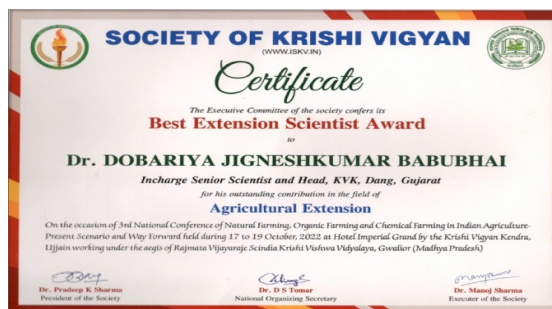 SOCIETY OF KRISHI VIGYAN
(WWW.ISKV.IN)
Certificate
The Executive Committee of the society confers its
Best Extension Scientist Award
to
Dr. DOBARIYA JIGNESHKUMAR BABUBHAI
Incharge Senior Scientist and Head, KVK, Dang, Gujarat
for his outstanding contribution in the field of
Agricultural Extension
On the occasion of 3rd National Conference of Natural Farming, Organic Farming and Chemical Farming in Indian Agriculture-
Present Scenario and Way Forward held during 17 to 19 October, 2022 at Hotel Imperial Grand by the Krishi Vigyan Kendra,
Ujjain working under the aegis of Rajmata Vijayaraje Scindia Krishi Vishwa Vidyalaya, Gwalior (Madhya Pradesh)
Dr. Pradeep K Sharma
President of the Society
Dr. D S Tomar
National Organizing Secretary
Dr. Manoj Sharma
Executer of the Society